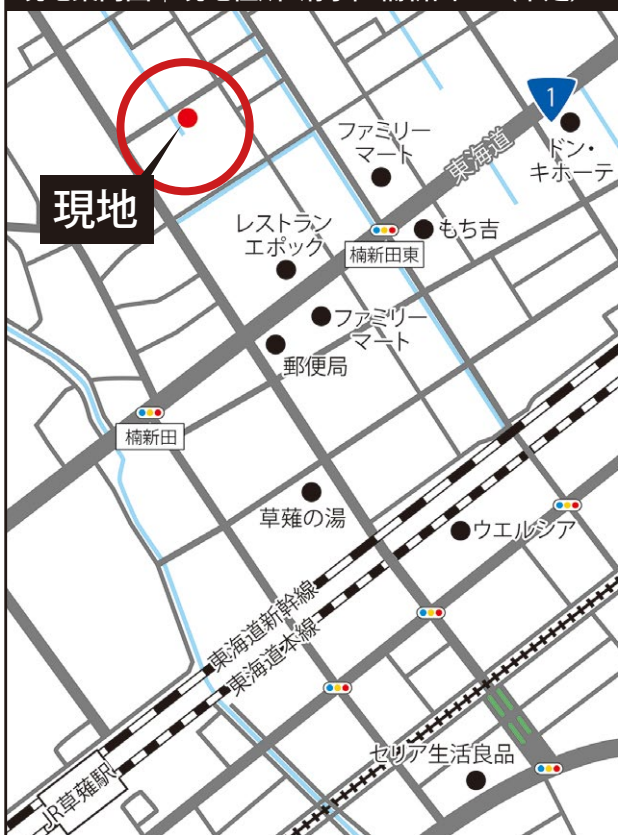 1
ファミリー
マート
東海道
ドン・
キホーテ
現地
レストラン
エポック
もち吉
楠新田東
ファミリー
マート
郵便局
楠新田
草薙の湯
ウエルシア
東海道新幹線
東海道本線
セリア生活良品
JR草薙駅